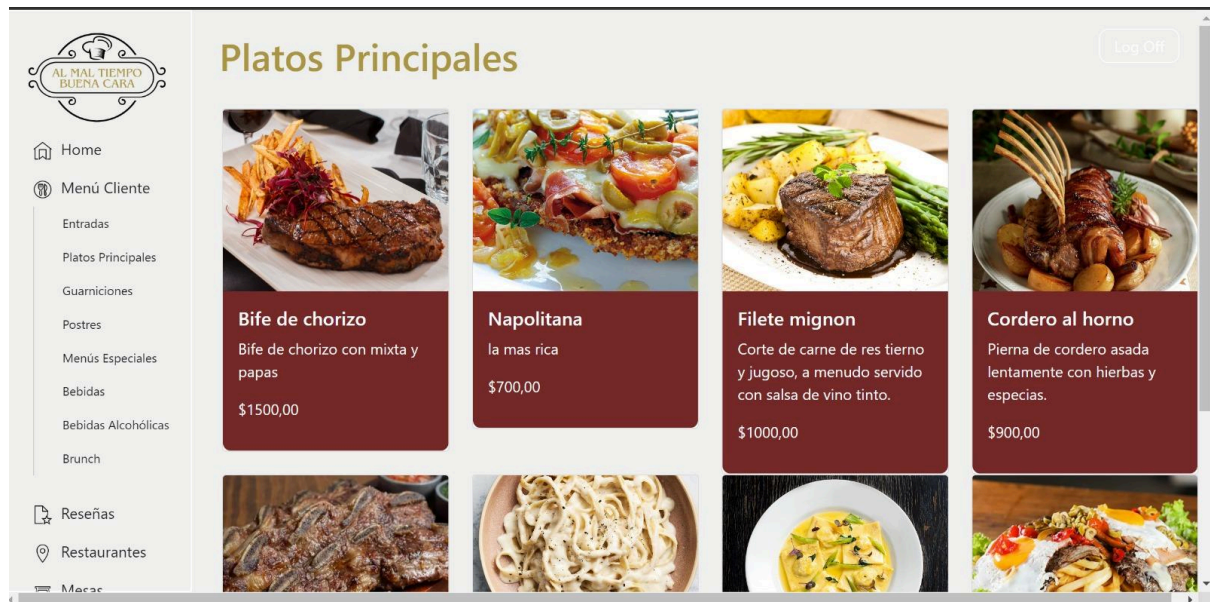 AL MAL TIEMPO
BUENA CARA
Home
Menú Cliente
Entradas
Platos Principales
Guarniciones
Postres
Menús Especiales
Bebidas
Bebidas Alcohólicas
Brunch
Reseñas
Restaurantes
Mesas
Platos Principales
Log Off
Bife de chorizo
Bife de chorizo con mixta y
papas
$1500,00
Napolitana
la mas rica
$700,00
Filete mignon
Corte de carne de res tierno
y jugoso, a menudo servido
con salsa de vino tinto.
$1000,00
Cordero al horno
Pierna de cordero asada
lentamente con hierbas y
especias.
$900,00